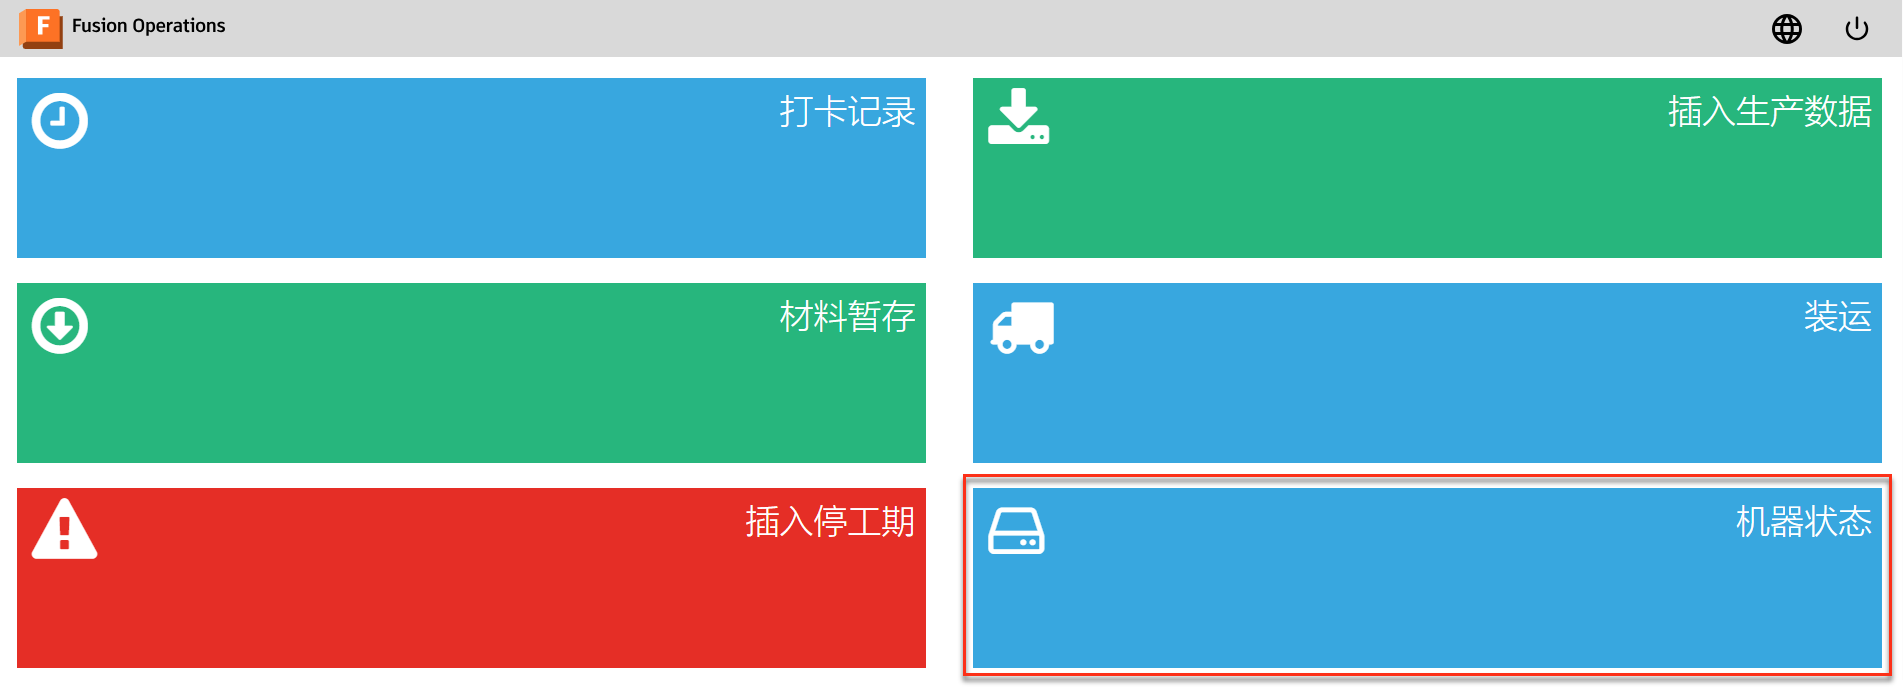 F Fusion Operations
打卡记录
插入生产数据
材料暂存
装运
插入停工期
机器状态